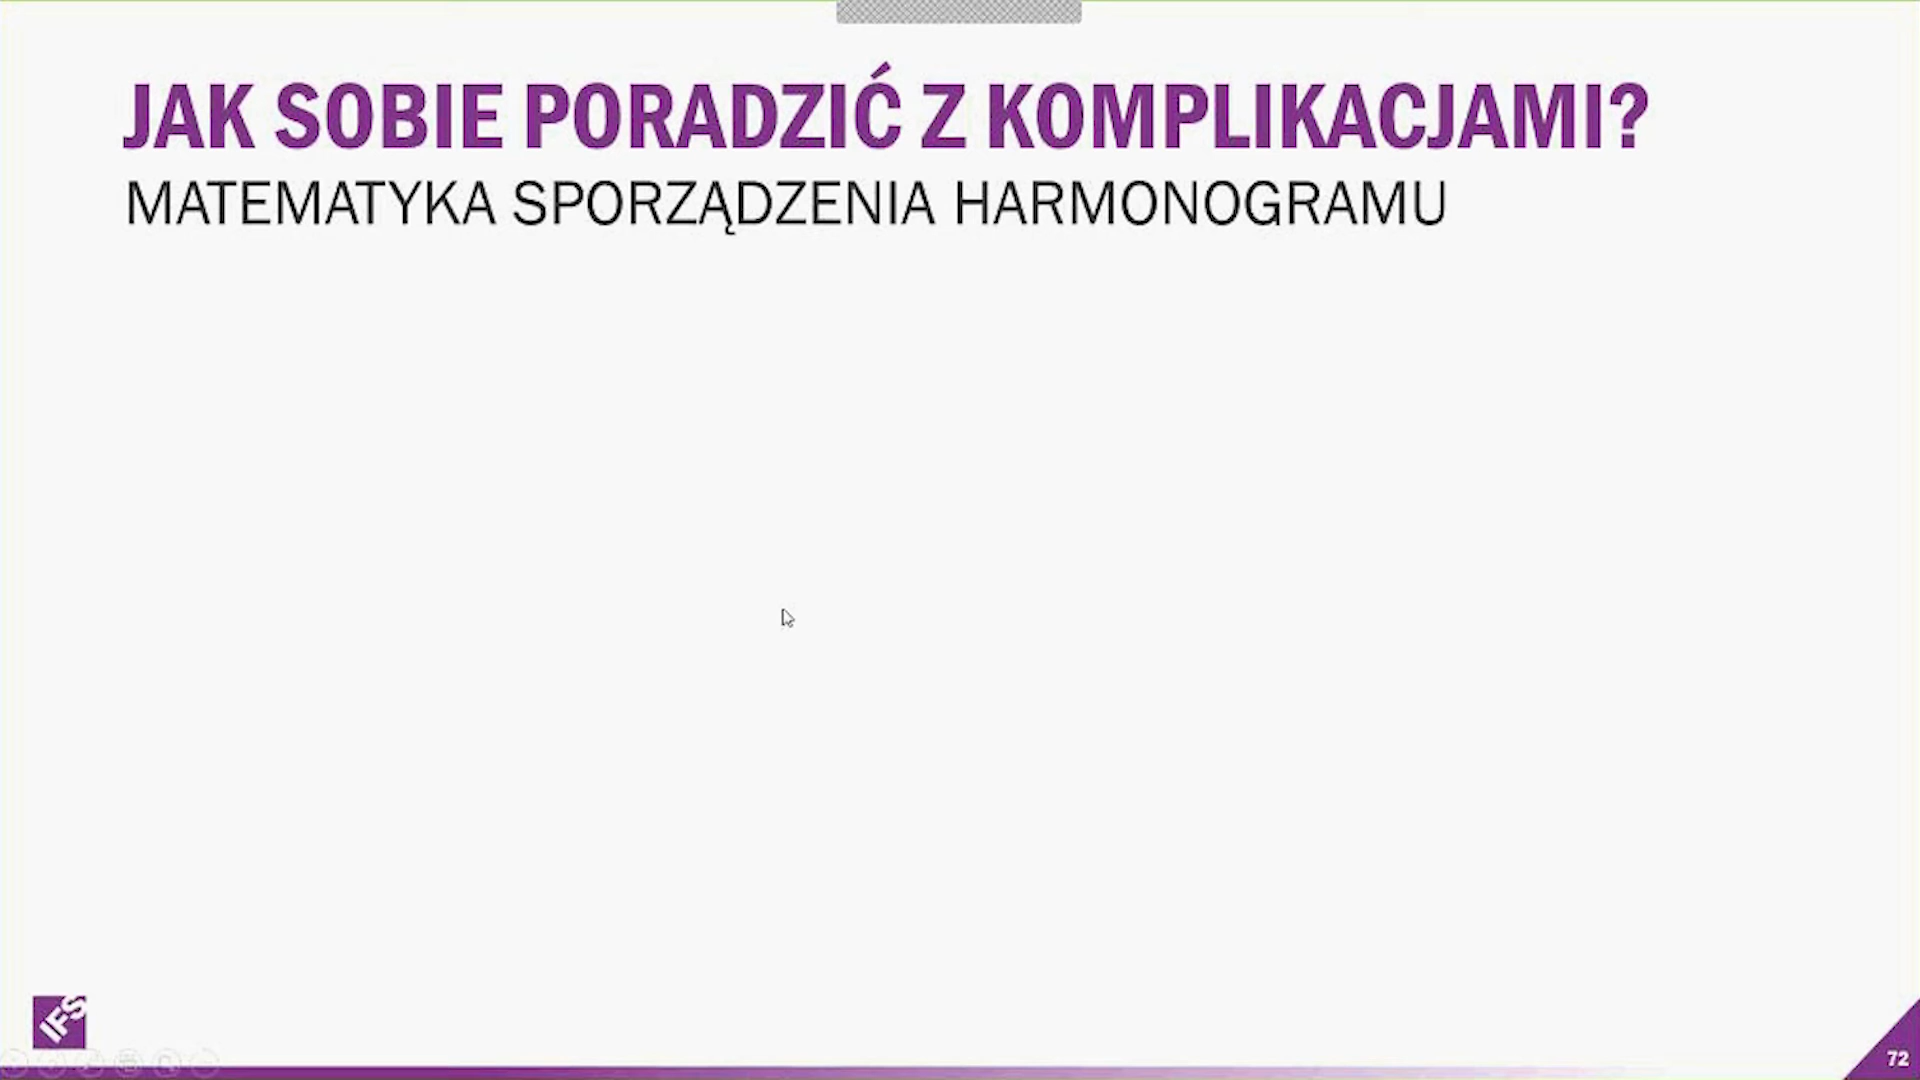 JAK SOBIE PORADZIĆ Z KOMPLIKACJAMI?
MATEMATYKA SPORZĄDZENIA HARMONOGRAMU
IFS
72